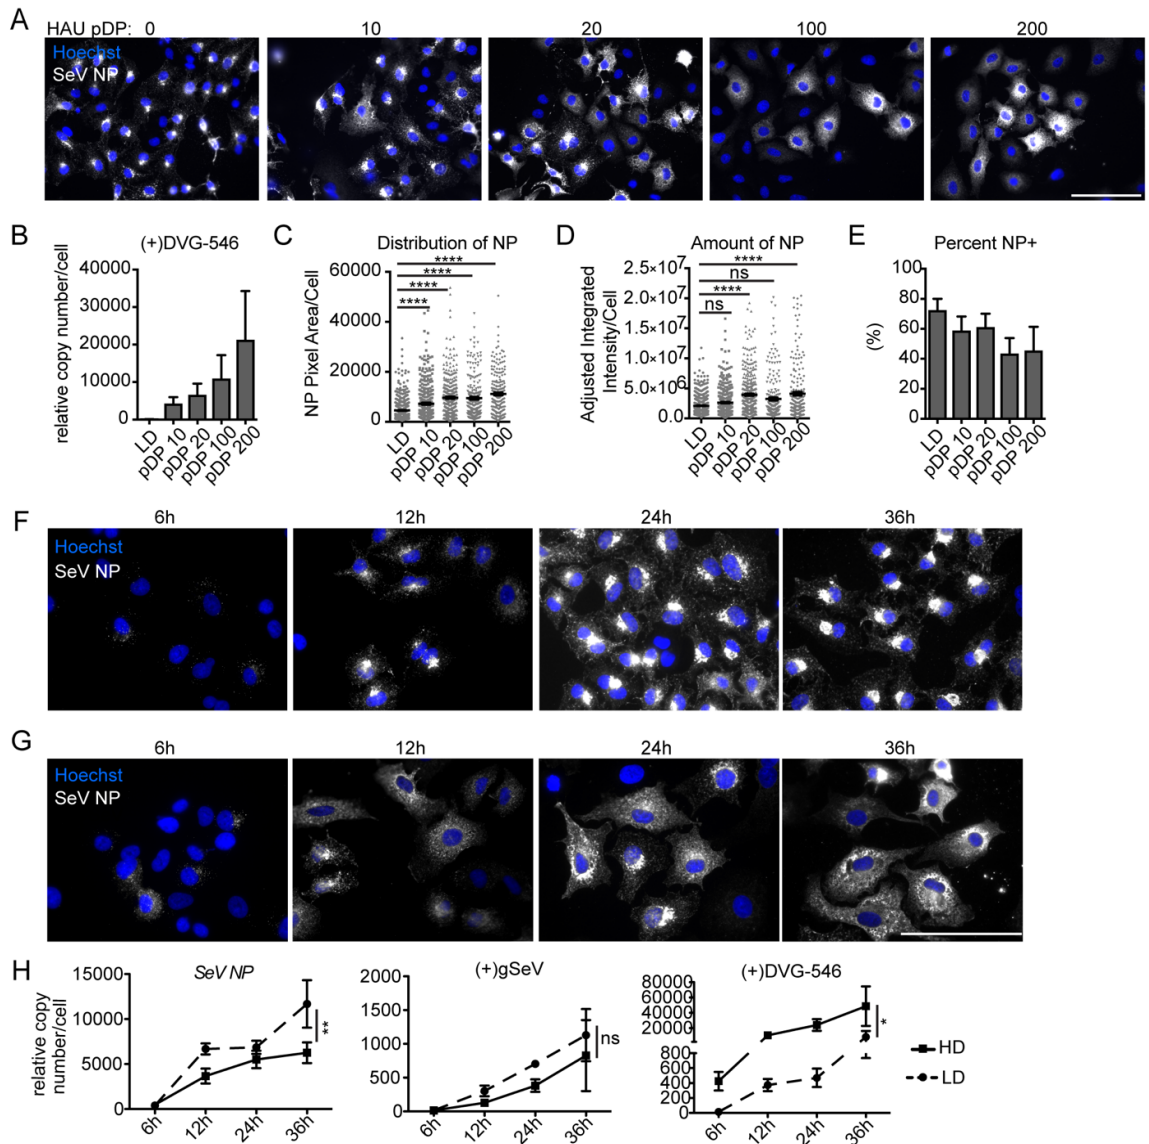 A
HAU pDP: 0 10 20 100 200
Hoechst
SeV NP
B
(+)DVG-546
relative copy number/cell
40000
30000
20000
10000
0
LD
pDP 10
pDP 20
pDP 100
pDP 200
C
Distribution of NP
NP Pixel Area/Cell
60000
40000
20000
0
****
****
****
****
LD
pDP 10
pDP 20
pDP 100
pDP 200
D
Amount of NP
Adjusted Integrated
Intensity/Cell
2.5×10⁷
2.0×10⁷
1.5×10⁷
1.0×10⁷
5.0×10⁶
0.0
****
ns
****
ns
LD
pDP 10
pDP 20
pDP 100
pDP 200
E
Percent NP+
(%)
100
80
60
40
20
0
LD
pDP 10
pDP 20
pDP 100
pDP 200
F
6h 12h 24h 36h
Hoechst
SeV NP
G
6h 12h 24h 36h
Hoechst
SeV NP
H
SeV NP
relative copy
number/cell
15000
10000
5000
0
**
6h 12h 24h 36h
(+)gSeV
2000
1500
1000
500
0
ns
6h 12h 24h 36h
(+)DVG-546
80000
60000
40000
20000
800
600
400
200
0
*
6h 12h 24h 36h
HD
LD